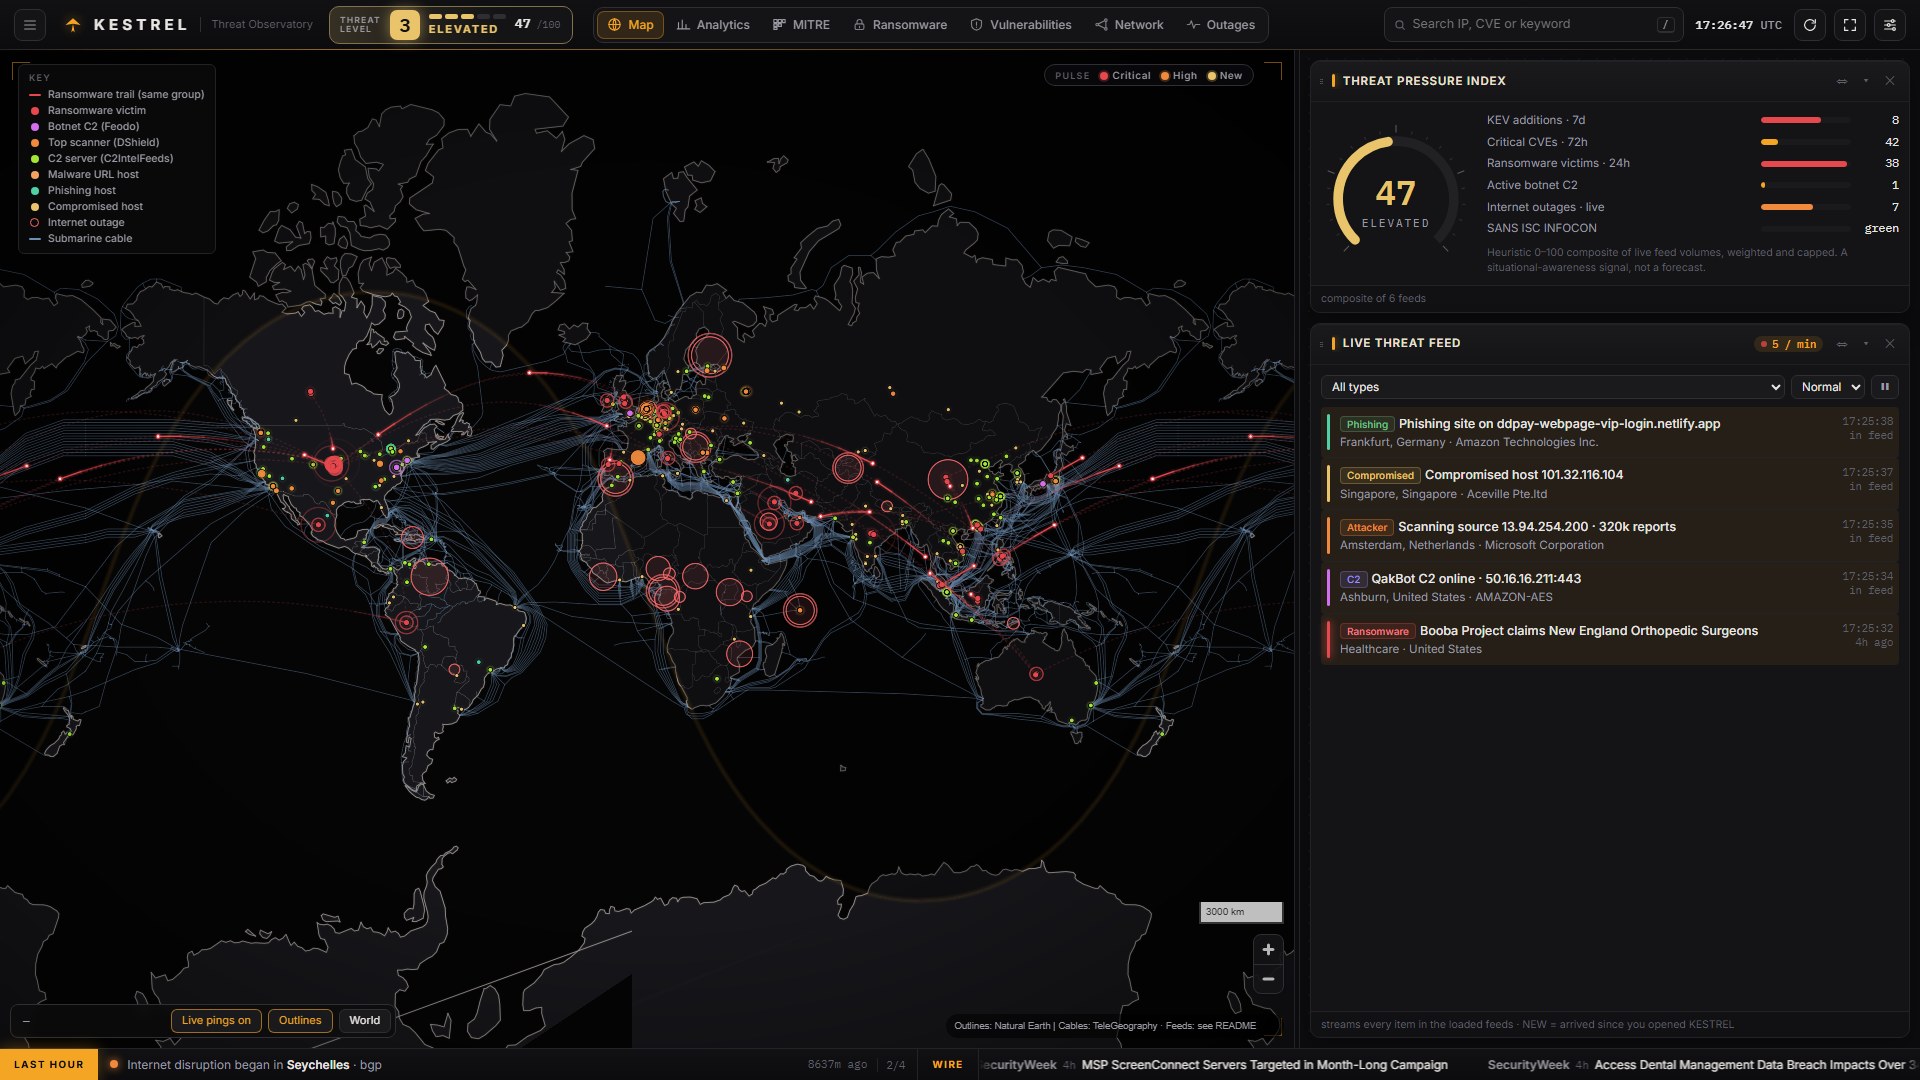 KESTREL
Threat Observatory
THREAT LEVEL
3
ELEVATED
47 /100
Map
Analytics
MITRE
Ransomware
Vulnerabilities
Network
Outages
Search IP, CVE or keyword
/
17:26:47 UTC
KEY
Ransomware trail (same group)
Ransomware victim
Botnet C2 (Feodo)
Top scanner (DShield)
C2 server (C2IntelFeeds)
Malware URL host
Phishing host
Compromised host
Internet outage
Submarine cable
PULSE
Critical
High
New
THREAT PRESSURE INDEX
47
ELEVATED
KEV additions · 7d 8
Critical CVEs · 72h 42
Ransomware victims · 24h 38
Active botnet C2 1
Internet outages · live 7
SANS ISC INFOCON green
Heuristic 0–100 composite of live feed volumes, weighted and capped. A
situational-awareness signal, not a forecast.
composite of 6 feeds
LIVE THREAT FEED
5 / min
All types
Normal
Phishing Phishing site on ddpay-webpage-vip-login.netlify.app 17:25:38
Frankfurt, Germany · Amazon Technologies Inc. in feed
Compromised Compromised host 101.32.116.104 17:25:37
Singapore, Singapore · Aceville Pte.ltd in feed
Attacker Scanning source 13.94.254.200 · 320k reports 17:25:35
Amsterdam, Netherlands · Microsoft Corporation in feed
C2 QakBot C2 online · 50.16.16.211:443 17:25:34
Ashburn, United States · AMAZON-AES in feed
Ransomware Booba Project claims New England Orthopedic Surgeons 17:25:32
Healthcare · United States 4h ago
streams every item in the loaded feeds · NEW = arrived since you opened KESTREL
3000 km
+
−
–
Live pings on
Outlines
World
Outlines: Natural Earth | Cables: TeleGeography · Feeds: see README
LAST HOUR
Internet disruption began in Seychelles · bgp
8637m ago
2/4
WIRE
ecurityWeek 4h MSP ScreenConnect Servers Targeted in Month-Long Campaign
SecurityWeek 4h Access Dental Management Data Breach Impacts Over 3